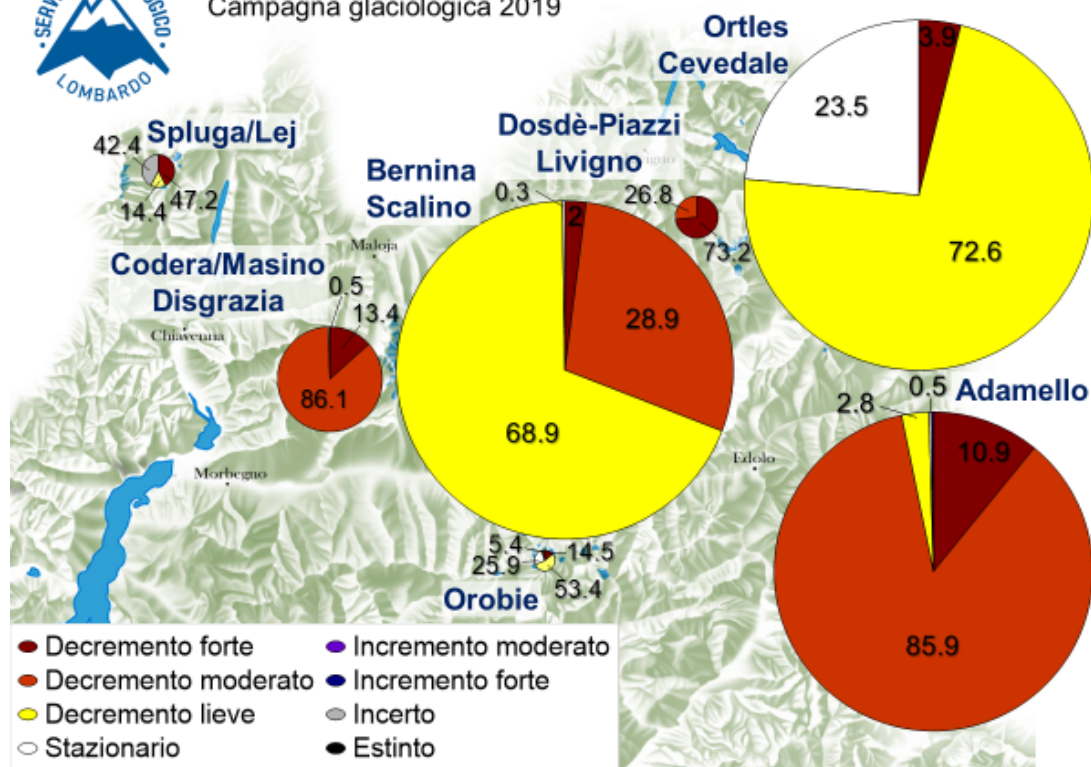 SERV
ICO
LOMBARDO
Campagna glaciologica 2019
Ortles
Cevedale
3.9
23.5
72.6
Spluga/Lej
42.4
14.4
47.2
Dosdè-Piazzi
Livigno
26.8
73.2
Bernina
Scalino
0.3
2
28.9
68.9
Maloja
Codera/Masino
Disgrazia
0.5
13.4
86.1
Chiavenna
Adamello
2.8
0.5
10.9
85.9
Morbegno
Edolo
5.4
14.5
25.9
53.4
Orobie
Decremento forte
Decremento moderato
Decremento lieve
Stazionario
Incremento moderato
Incremento forte
Incerto
Estinto